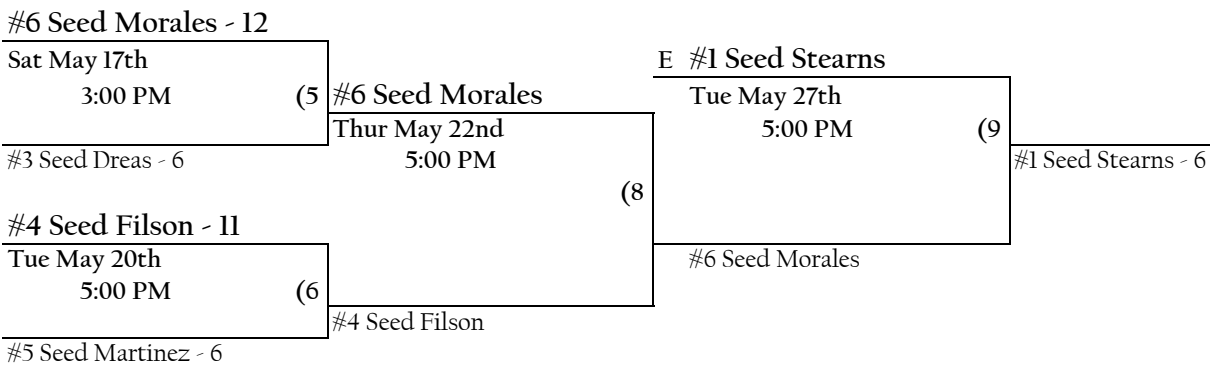 #6 Seed Morales - 12
Sat May 17th
3:00 PM (5
#3 Seed Dreas - 6
#4 Seed Filson - 11
Tue May 20th
5:00 PM (6
#5 Seed Martinez - 6
#6 Seed Morales
Thur May 22nd
5:00 PM
(8
#4 Seed Filson
E #1 Seed Stearns
Tue May 27th
5:00 PM (9
#6 Seed Morales
#1 Seed Stearns - 6